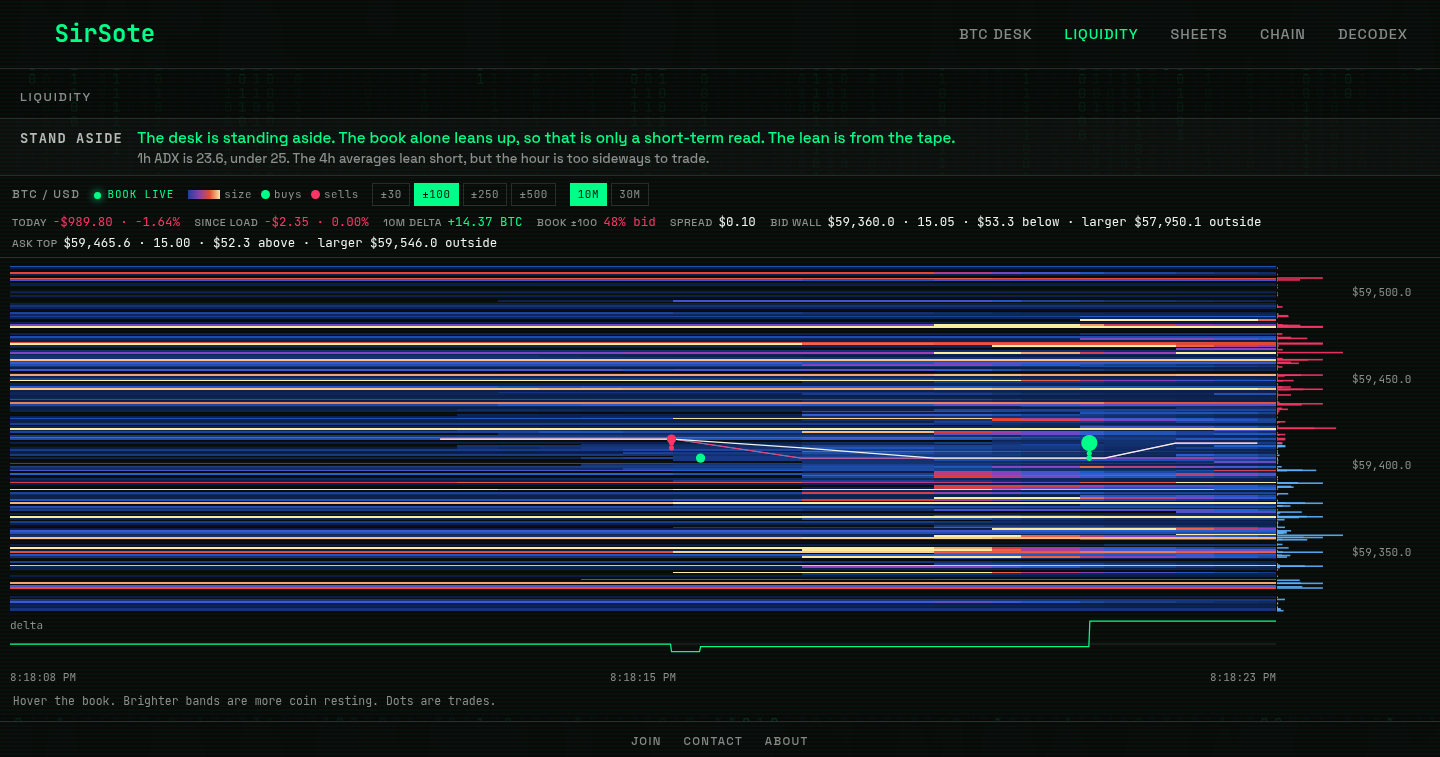 SirSote
BTC DESK LIQUIDITY SHEETS CHAIN DECODEX
LIQUIDITY
STAND ASIDE The desk is standing aside. The book alone leans up, so that is only a short-term read. The lean is from the tape.
1h ADX is 23.6, under 25. The 4h averages lean short, but the hour is too sideways to trade.
BTC / USD BOOK LIVE size buys sells ±30 ±100 ±250 ±500 10M 30M
TODAY -$989.80 · -1.64% SINCE LOAD -$2.35 · 0.00% 10M DELTA +14.37 BTC BOOK ±100 48% bid SPREAD $0.10 BID WALL $59,360.0 · 15.05 · $53.3 below · larger $57,950.1 outside
ASK TOP $59,465.6 · 15.00 · $52.3 above · larger $59,546.0 outside
$59,500.0
$59,450.0
$59,400.0
$59,350.0
delta
8:18:08 PM 8:18:15 PM 8:18:23 PM
Hover the book. Brighter bands are more coin resting. Dots are trades.
JOIN CONTACT ABOUT